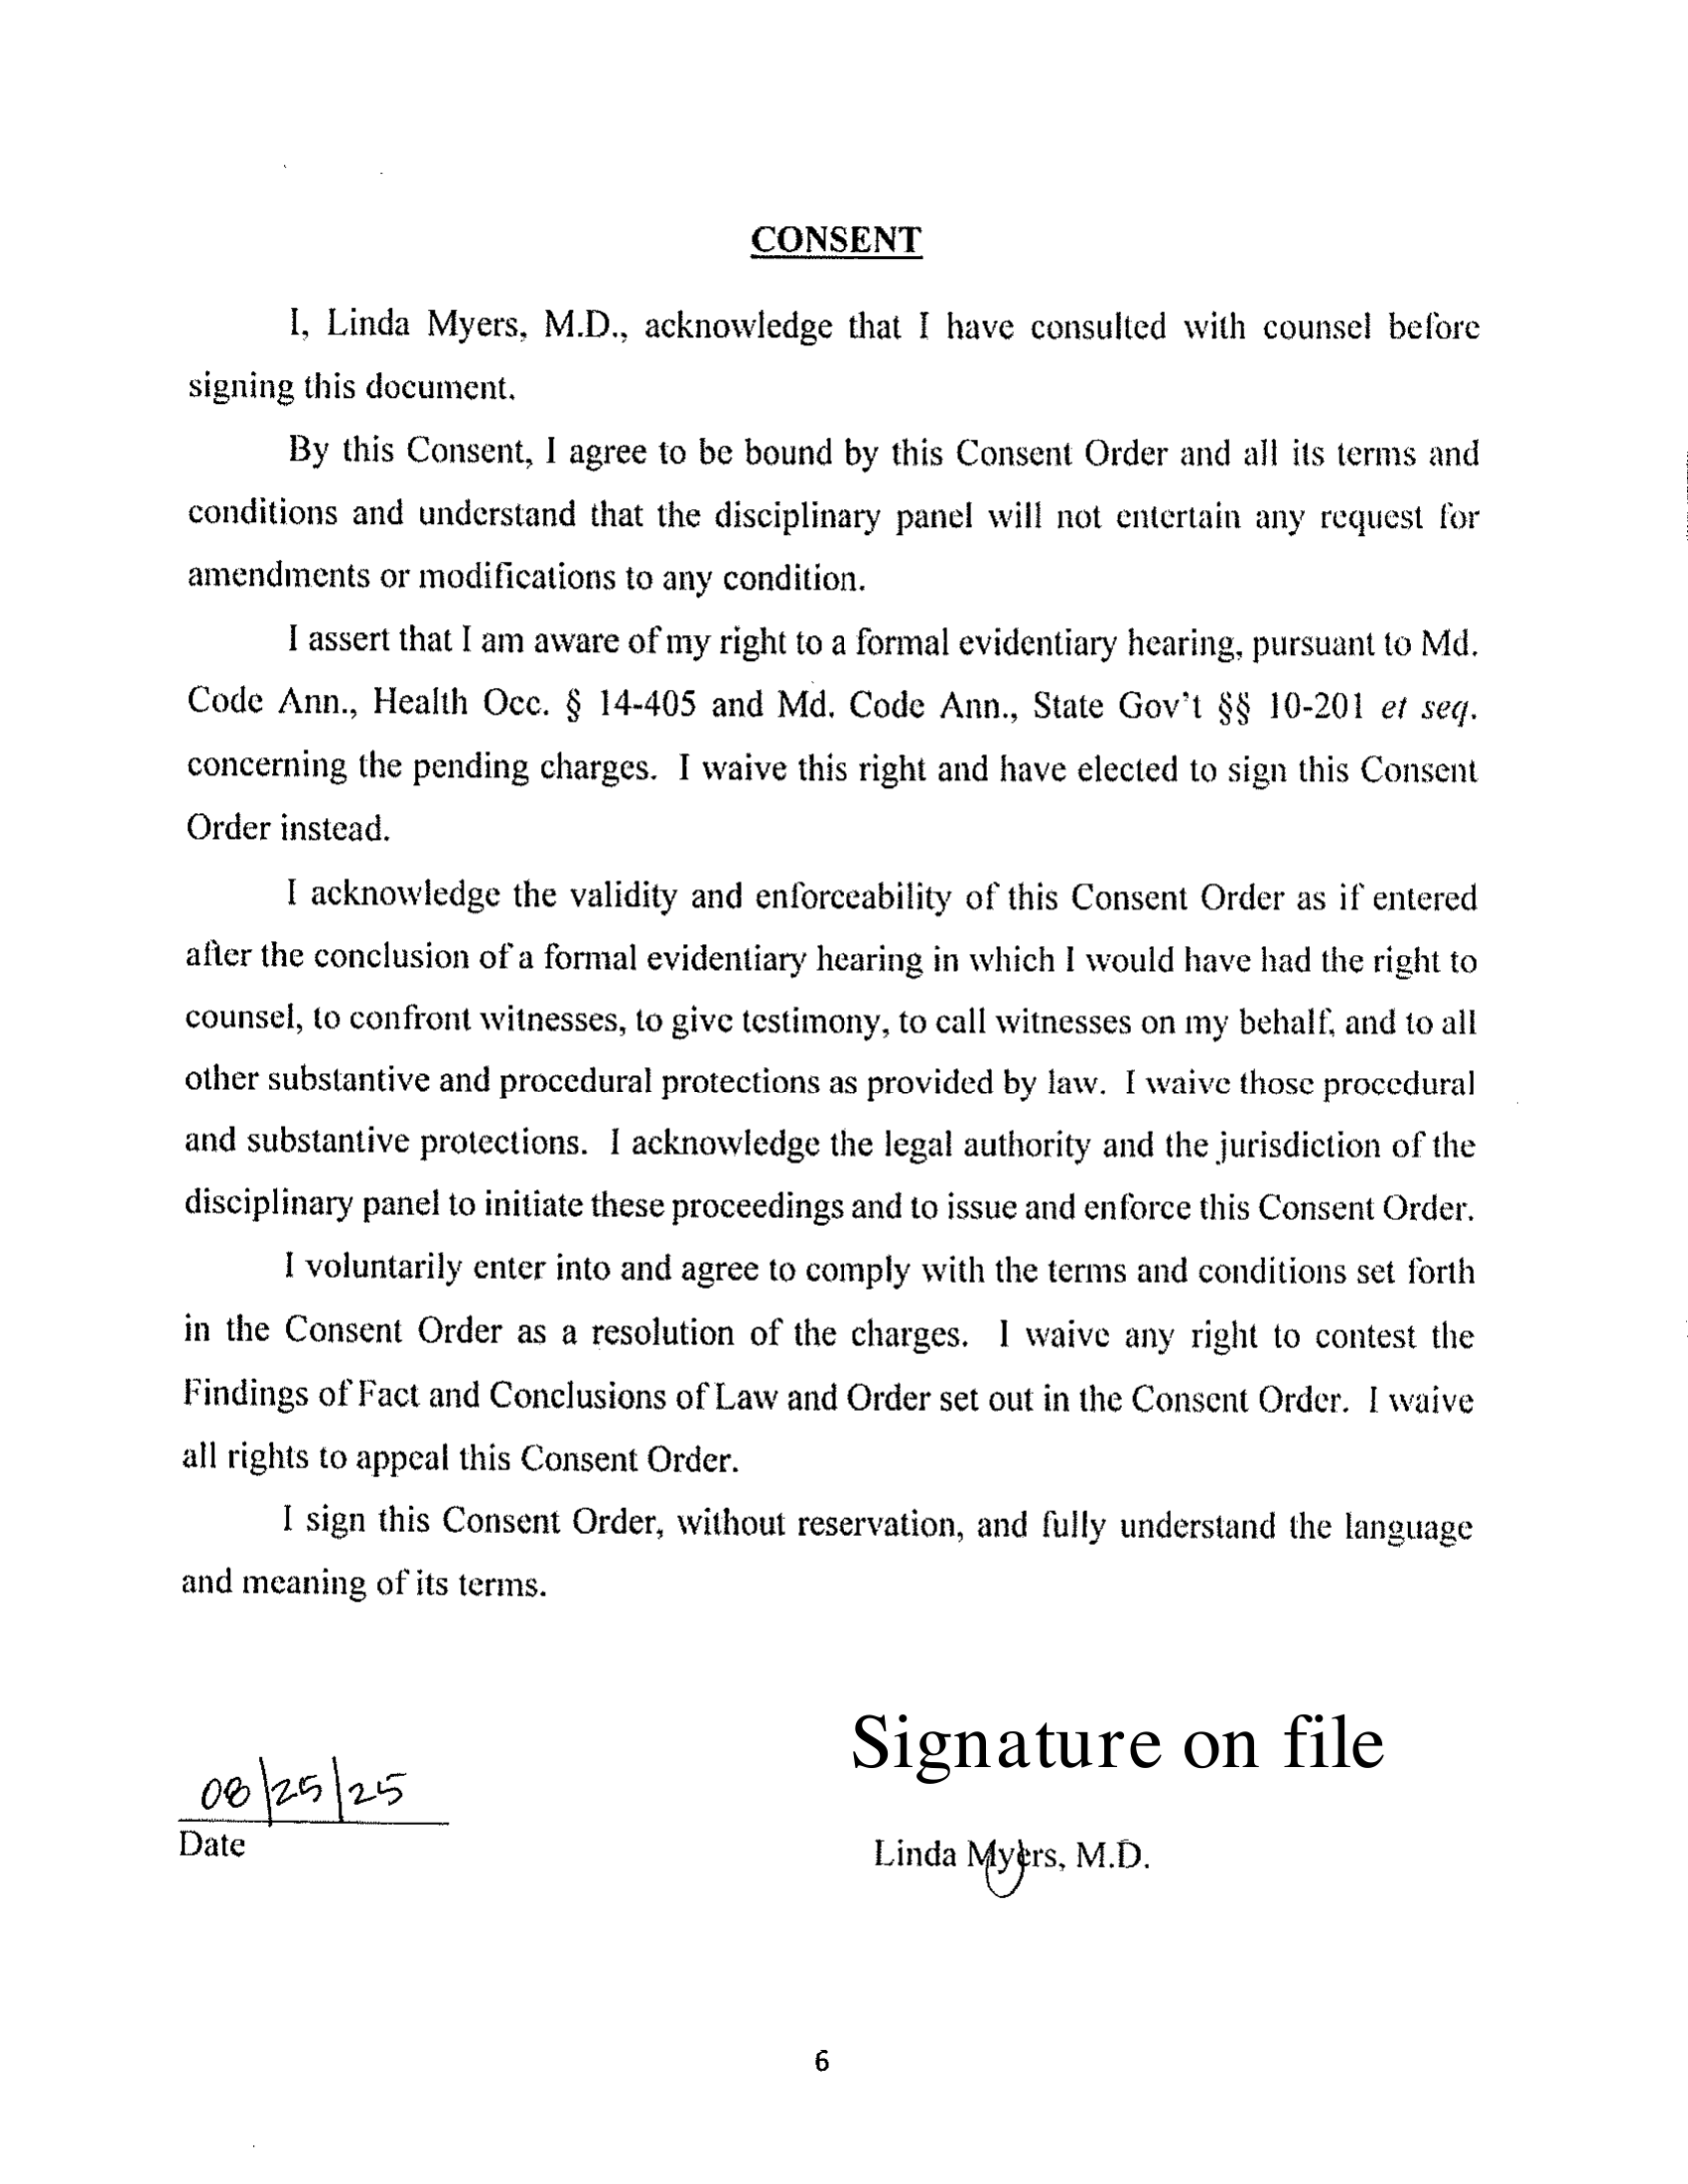 CONSENT
I, Linda Myers, M.D., acknowledge that I have consulted with counsel before
signing this document.
By this Consent, I agree to be bound by this Consent Order and all its terms and
conditions and understand that the disciplinary panel will not entertain any request for
amendments or modifications to any condition.
I assert that I am aware of my right to a formal evidentiary hearing, pursuant to Md.
Code Ann., Health Occ. § 14-405 and Md. Code Ann., State Gov't §§ 10-201 et seq.
concerning the pending charges. I waive this right and have elected to sign this Consent
Order instead.
I acknowledge the validity and enforceability of this Consent Order as if entered
after the conclusion of a formal evidentiary hearing in which I would have had the right to
counsel, to confront witnesses, to give testimony, to call witnesses on my behalf, and to all
other substantive and procedural protections as provided by law. I waive those procedural
and substantive protections. I acknowledge the legal authority and the jurisdiction of the
disciplinary panel to initiate these proceedings and to issue and enforce this Consent Order.
I voluntarily enter into and agree to comply with the terms and conditions set forth
in the Consent Order as a resolution of the charges. I waive any right to contest the
Findings of Fact and Conclusions of Law and Order set out in the Consent Order. I waive
all rights to appeal this Consent Order.
I sign this Consent Order, without reservation, and fully understand the language
and meaning of its terms.
Signature on file
08/25/25
Date
Linda Myers, M.D.
6